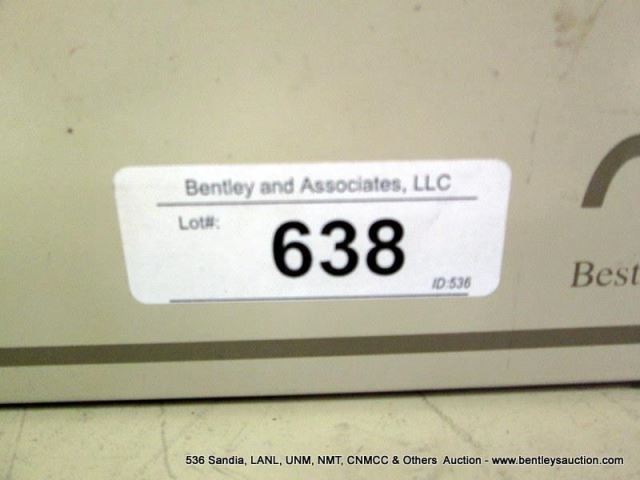 Bentley and Associates, LLC
Lot#:
638
ID:536
Best
536 Sandia, LANL, UNM, NMT, CNMCC & Others Auction - www.bentleysauction.com